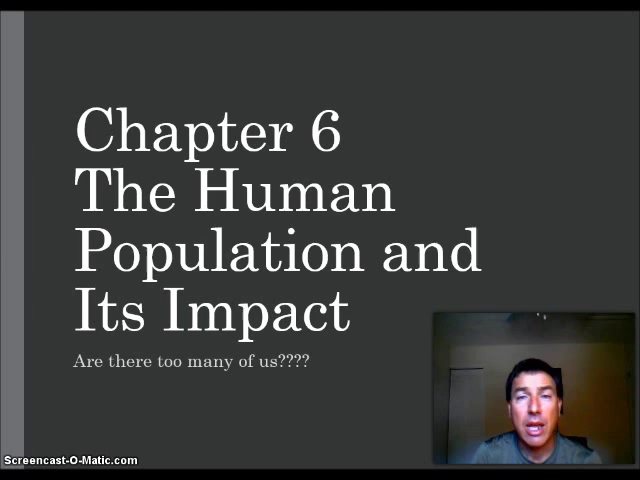 Chapter 6
The Human
Population and
Its Impact
Are there too many of us????
Screencast-O-Matic.com